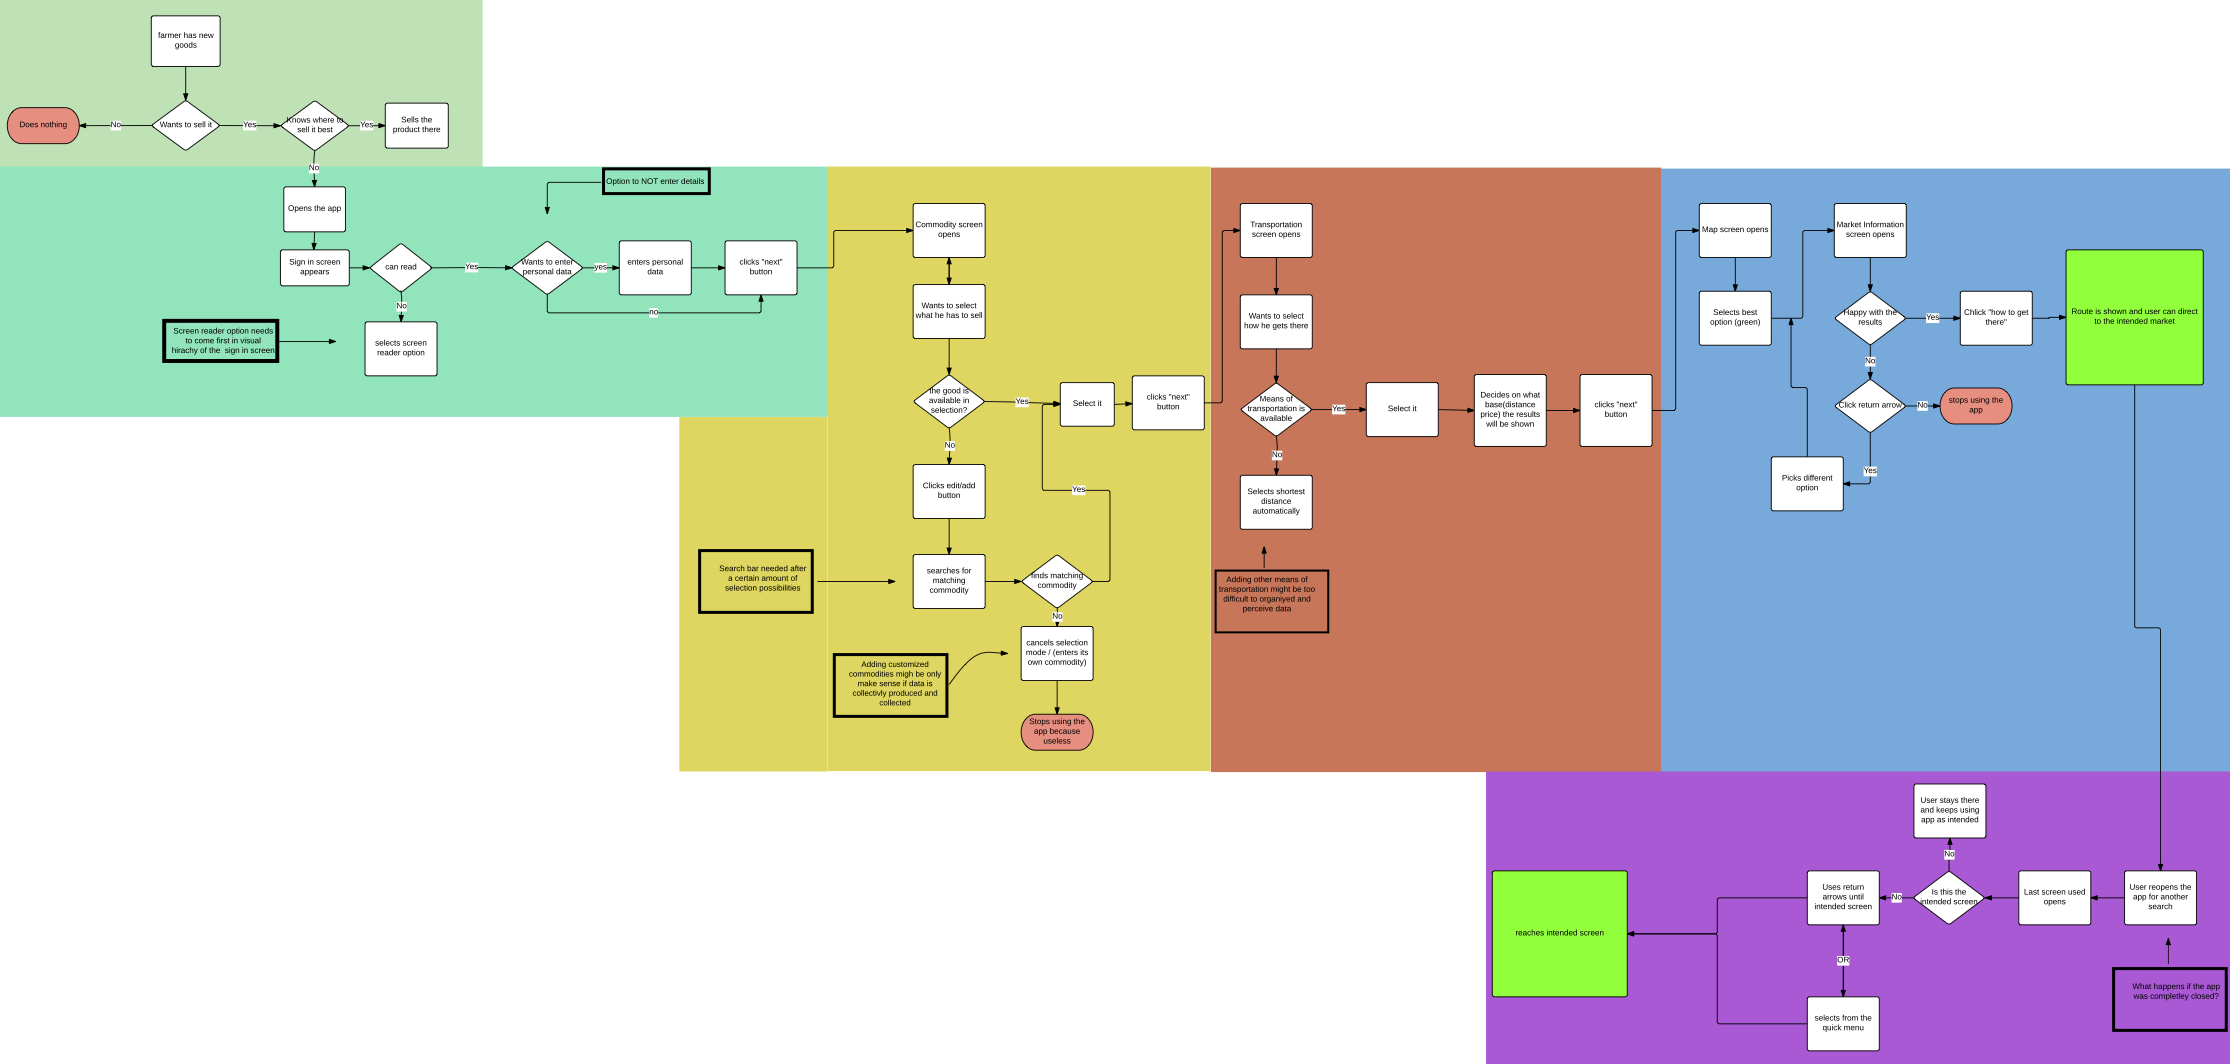 farmer has new
goods
Does nothing
No
Wants to sell it
Yes
Knows where to
sell it best
Yes
Sells the
product there
No
Opens the app
Sign in screen
appears
can read
Yes
No
selects screen
reader option
Screen reader option needs
to come first in visual
hirachy of the sign in screen
Option to NOT enter details
Wants to enter
personal data
yes
enters personal
data
clicks "next"
button
no
Commodity screen
opens
Wants to select
what he has to sell
the good is
available in
selection?
Yes
Select it
clicks "next"
button
No
Clicks edit/add
button
Yes
searches for
matching
commodity
finds matching
commodity
Search bar needed after
a certain amount of
selection possibilities
No
cancels selection
mode / (enters its
own commodity)
Adding customized
commodities migh be only
make sense if data is
collectivly produced and
collected
Stops using the
app because
useless
Transportation
screen opens
Wants to select
how he gets there
Means of
transportation is
available
Yes
Select it
Decides on what
base(distance
price) the results
will be shown
clicks "next"
button
No
Selects shortest
distance
automatically
Adding other means of
transportation might be too
difficult to organiyed and
perceive data
Map screen opens
Selects best
option (green)
Market Information
screen opens
Happy with the
results
Yes
Chlick "how to get
there"
Route is shown and user can direct
to the intended market
No
Click return arrow
No
stops using the
app
Yes
Picks different
option
User stays there
and keeps using
app as intended
No
User reopens the
app for another
search
Last screen used
opens
Is this the
intended screen
No
Uses return
arrows until
intended screen
reaches intended screen
OR
selects from the
quick menu
What happens if the app
was completley closed?